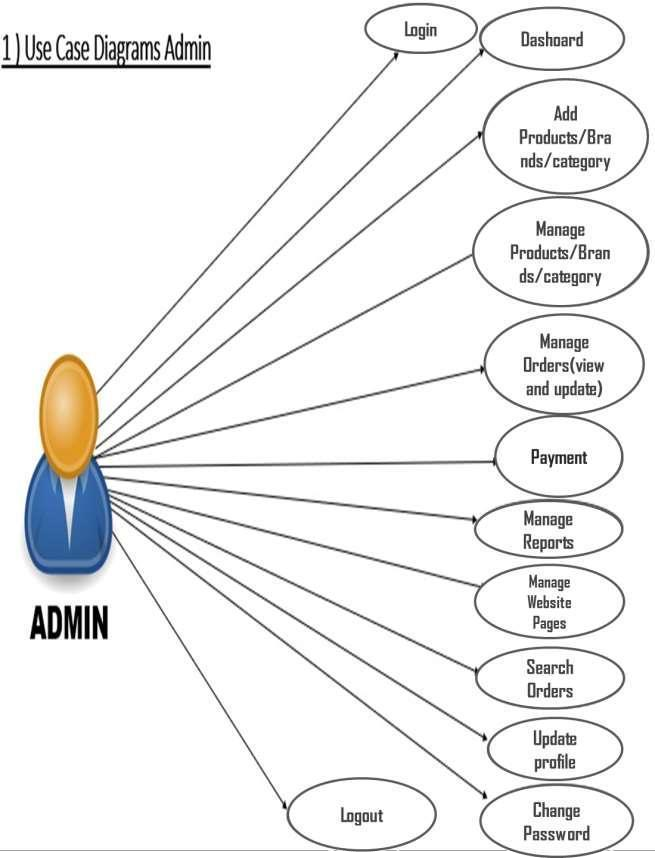 1 ) Use Case Diagrams Admin
Login
Dashoard
Add
Products/Bra
nds/category
Manage
Products/Bran
ds/category
Manage
Orders(view
and update)
Payment
Manage
Reports
Manage
Website
Pages
Search
Orders
Update
profile
Change
Password
Logout
ADMIN